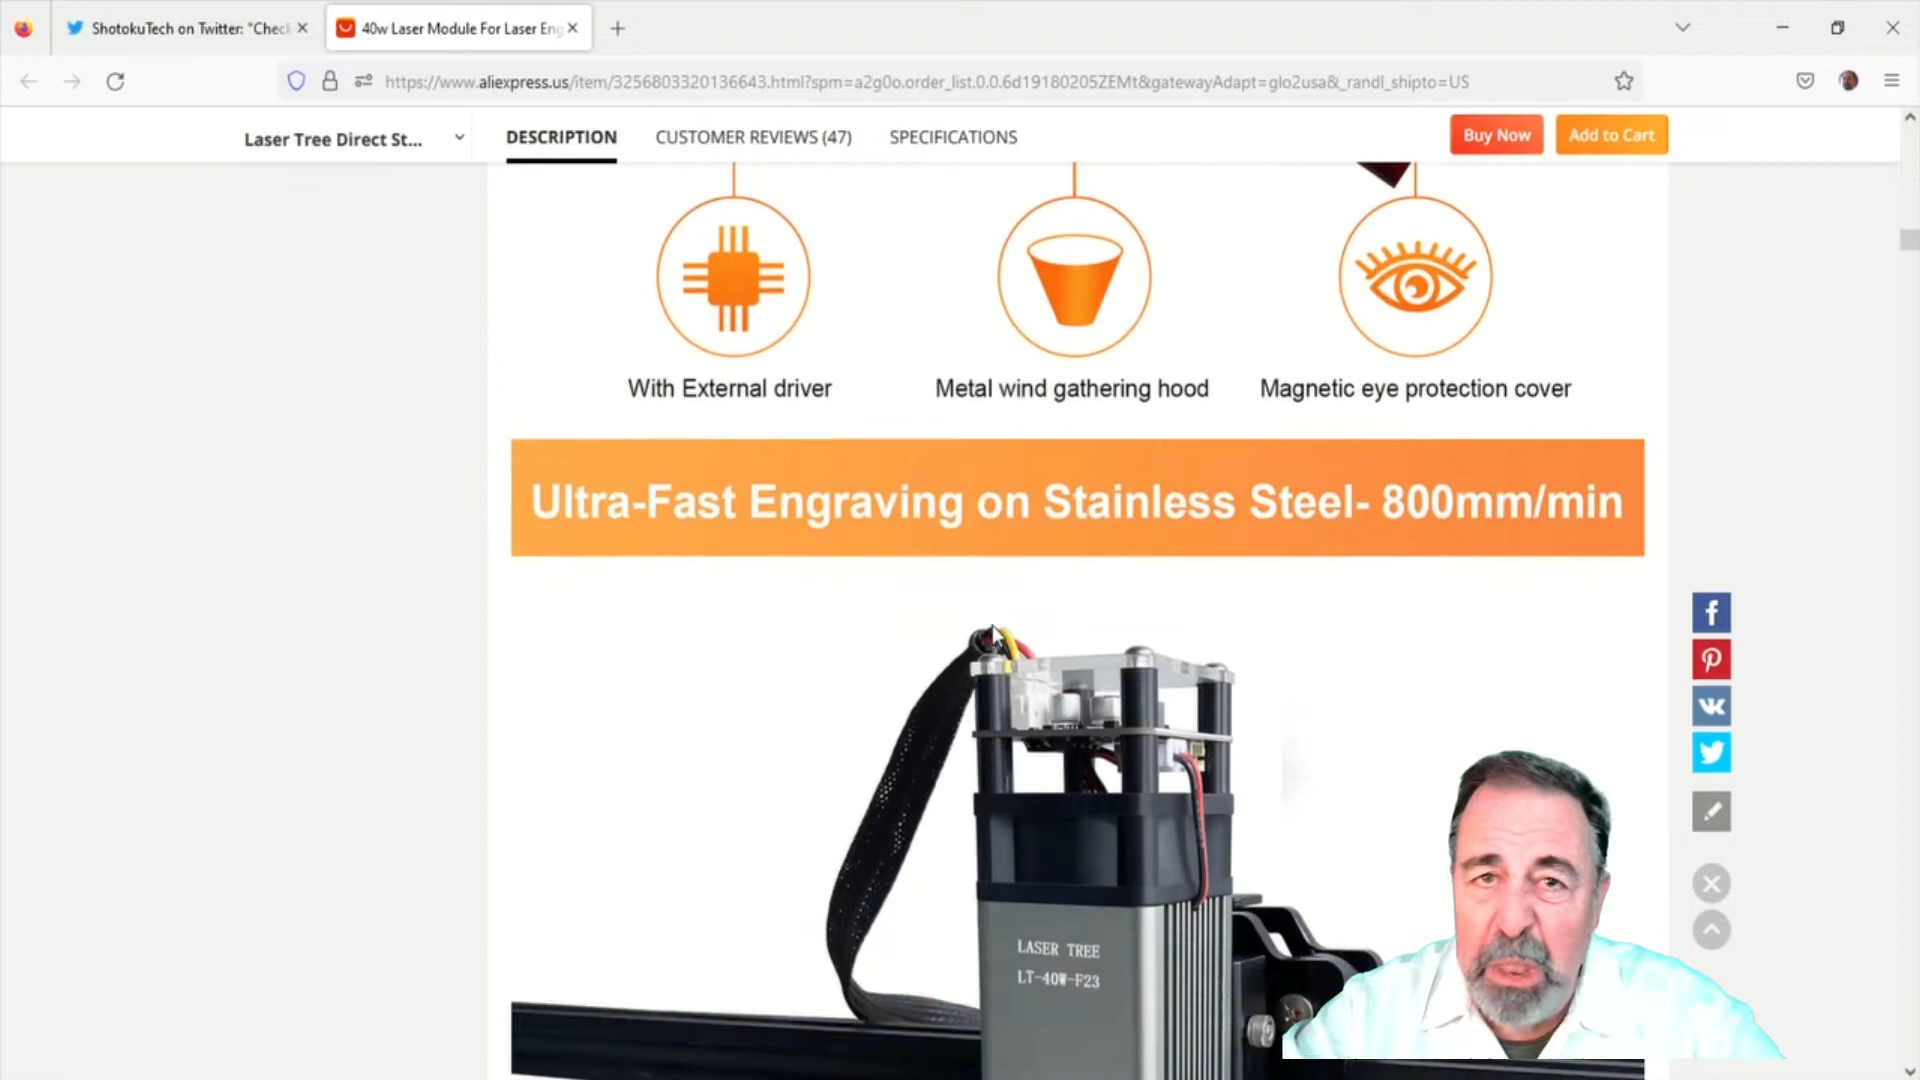 ShotokuTech on Twitter: "Chec
40w Laser Module For Laser Eng
https://www.aliexpress.us/item/3256803320136643.html?spm=a2g0o.order_list.0.0.6d19180205ZEMt&gatewayAdapt=glo2usa&_randl_shipto=US
Laser Tree Direct St...
DESCRIPTION
CUSTOMER REVIEWS (47)
SPECIFICATIONS
Buy Now
Add to Cart
With External driver
Metal wind gathering hood
Magnetic eye protection cover
Ultra-Fast Engraving on Stainless Steel- 800mm/min
LASER TREE
LT-40W-F23